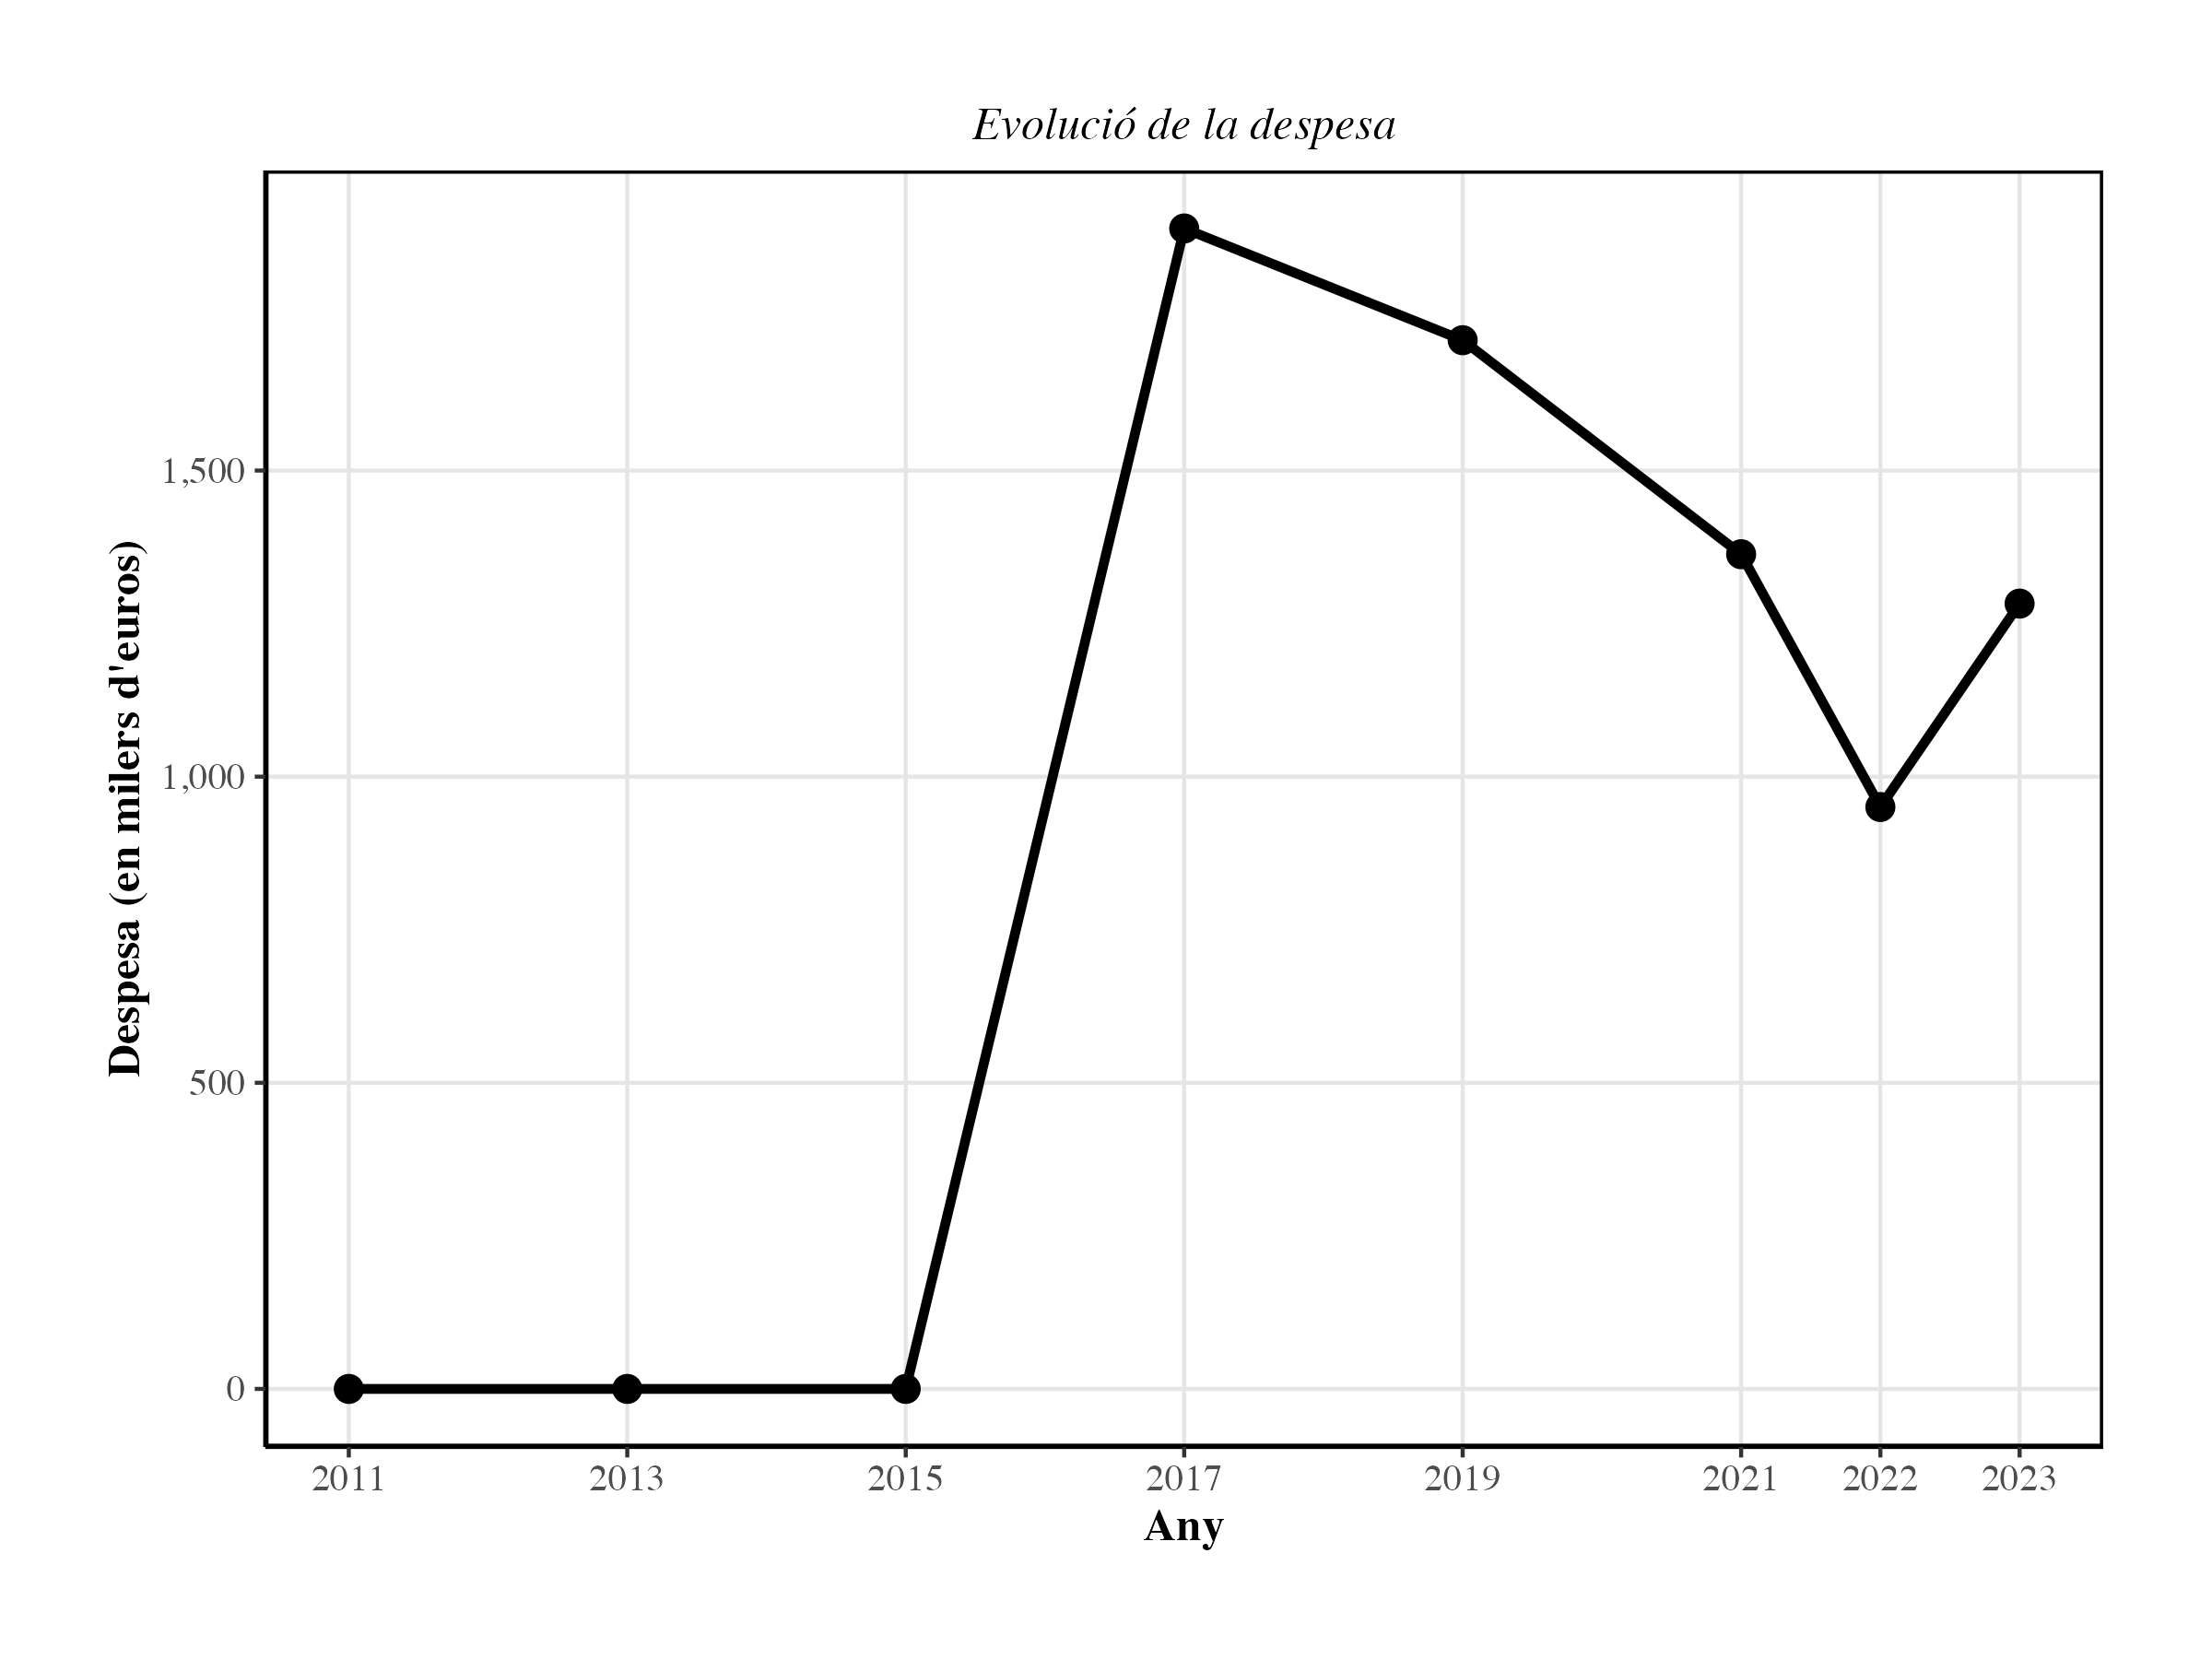 Evolució de la despesa
Despesa (en milers d'euros)
1,500
1,000
500
0
2011 2013 2015 2017 2019 2021 2022 2023
Any